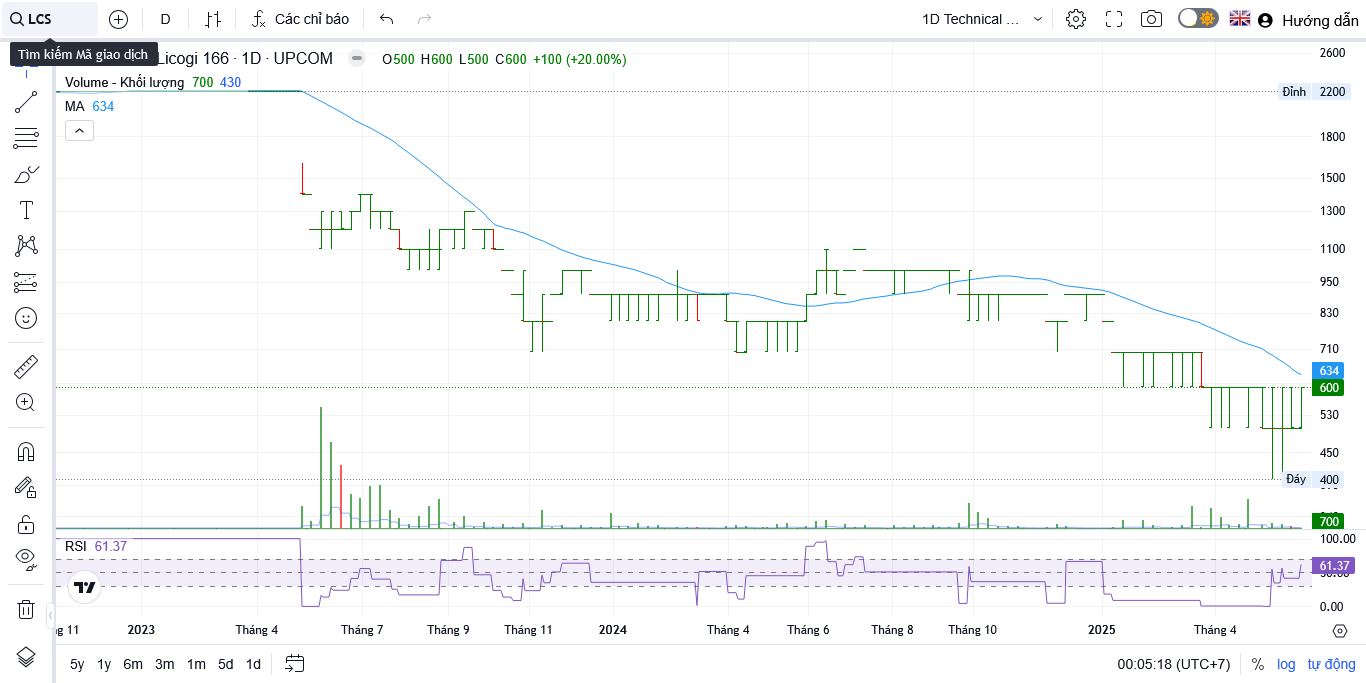 LCS D Các chỉ báo 1D Technical ... Hướng dẫn
Tìm kiếm Mã giao dịch
Licogi 166 · 1D · UPCOM O500 H600 L500 C600 +100 (+20.00%)
Volume - Khối lượng 700 430
MA 634
2600
Đỉnh 2200
1800
1500
1300
1100
950
830
710
634
600
530
450
Đáy 400
700
RSI 61.37
100.00
61.37
50.00
0.00
g 11 2023 Tháng 4 Tháng 7 Tháng 9 Tháng 11 2024 Tháng 4 Tháng 6 Tháng 8 Tháng 10 2025 Tháng 4
5y 1y 6m 3m 1m 5d 1d 00:05:18 (UTC+7) % log tự động